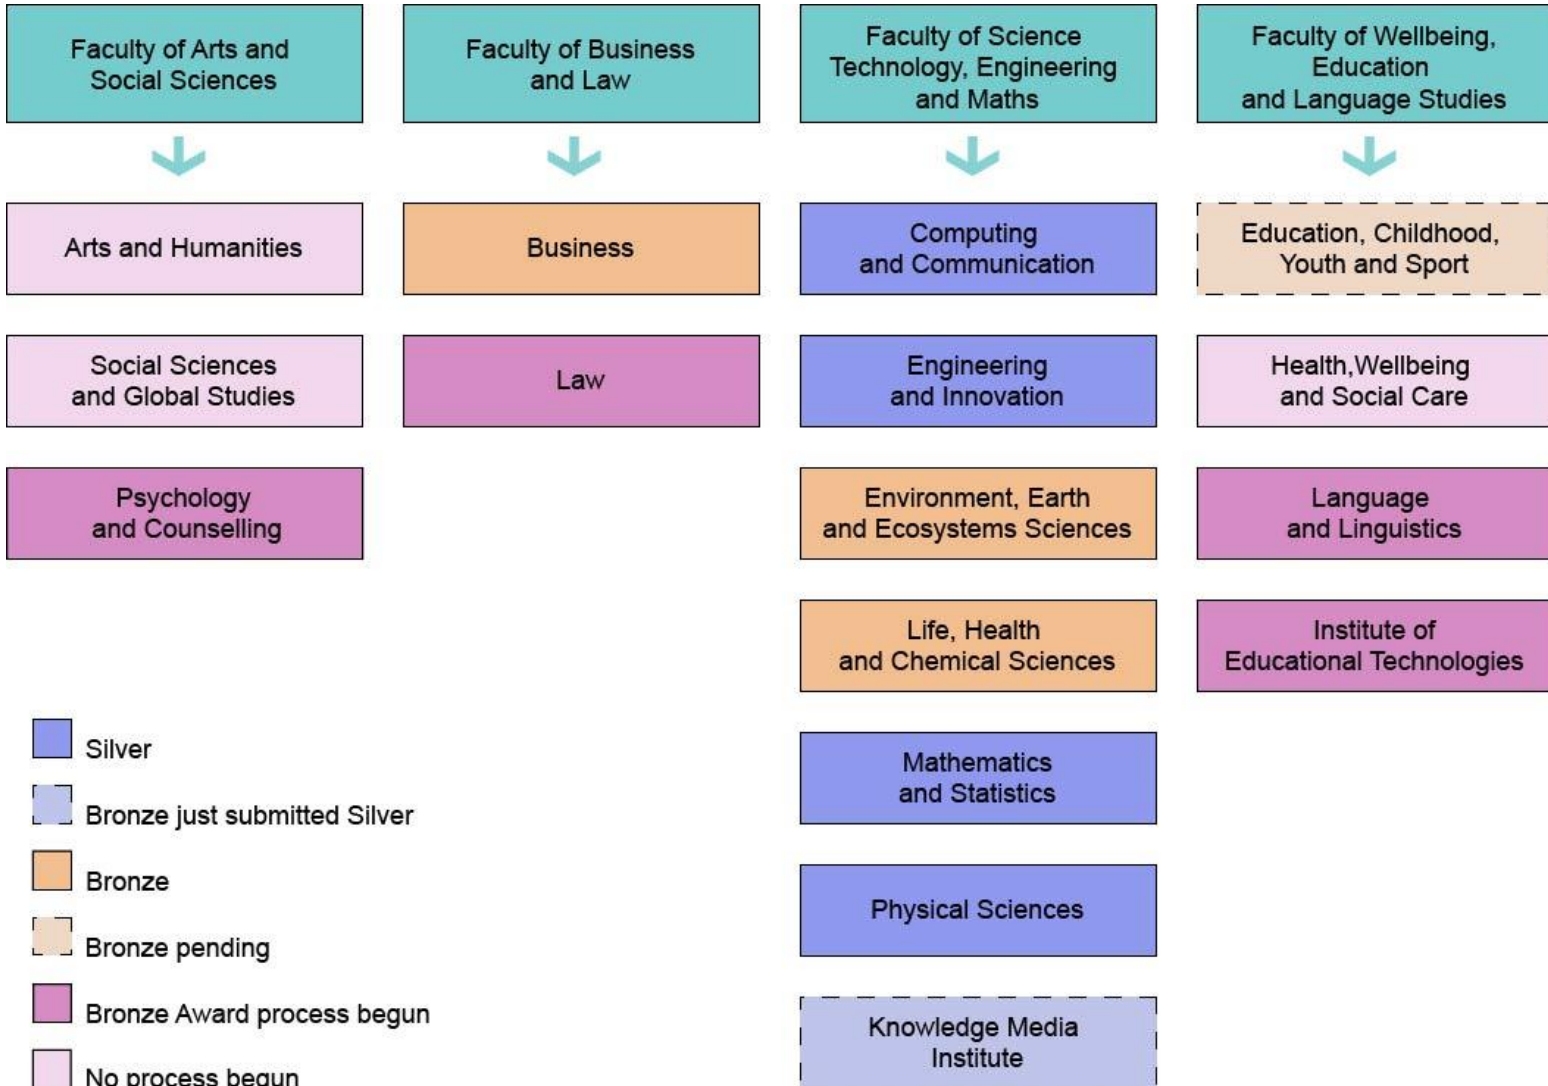 Faculty of Arts and
Social Sciences
Faculty of Business
and Law
Faculty of Science
Technology, Engineering
and Maths
Faculty of Wellbeing,
Education
and Language Studies
Arts and Humanities
Business
Computing
and Communication
Education, Childhood,
Youth and Sport
Social Sciences
and Global Studies
Law
Engineering
and Innovation
Health,Wellbeing
and Social Care
Psychology
and Counselling
Environment, Earth
and Ecosystems Sciences
Language
and Linguistics
Life, Health
and Chemical Sciences
Institute of
Educational Technologies
Mathematics
and Statistics
Physical Sciences
Knowledge Media
Institute
Silver
Bronze just submitted Silver
Bronze
Bronze pending
Bronze Award process begun
No process begun